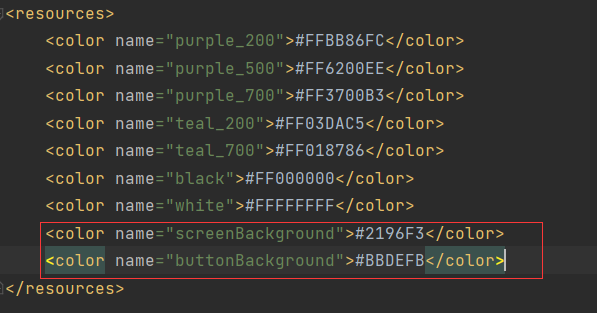 <resources>
<color name="purple_200">#FFBB86FC</color>
<color name="purple_500">#FF6200EE</color>
<color name="purple_700">#FF3700B3</color>
<color name="teal_200">#FF03DAC5</color>
<color name="teal_700">#FF018786</color>
<color name="black">#FF000000</color>
<color name="white">#FFFFFFFF</color>
<color name="screenBackground">#2196F3</color>
<color name="buttonBackground">#BBDEFB</color>
</resources>